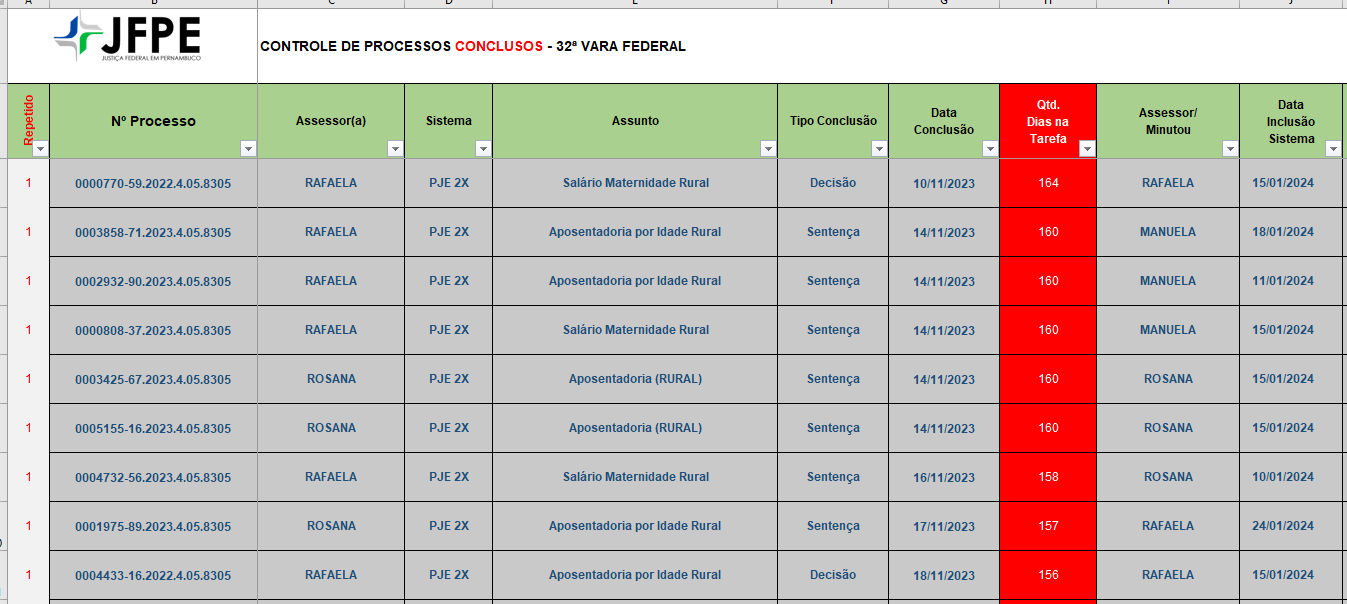 A B C D E F G H I J
JFPE
JUSTIÇA FEDERAL EM PERNAMBUCO
CONTROLE DE PROCESSOS CONCLUSOS - 32ª VARA FEDERAL
Repetido
Nº Processo
Assessor(a)
Sistema
Assunto
Tipo Conclusão
Data
Conclusão
Qtd.
Dias na
Tarefa
Assessor/
Minutou
Data
Inclusão
Sistema
1 0000770-59.2022.4.05.8305 RAFAELA PJE 2X Salário Maternidade Rural Decisão 10/11/2023 164 RAFAELA 15/01/2024
1 0003858-71.2023.4.05.8305 RAFAELA PJE 2X Aposentadoria por Idade Rural Sentença 14/11/2023 160 MANUELA 18/01/2024
1 0002932-90.2023.4.05.8305 RAFAELA PJE 2X Aposentadoria por Idade Rural Sentença 14/11/2023 160 MANUELA 11/01/2024
1 0000808-37.2023.4.05.8305 RAFAELA PJE 2X Salário Maternidade Rural Sentença 14/11/2023 160 MANUELA 15/01/2024
1 0003425-67.2023.4.05.8305 ROSANA PJE 2X Aposentadoria (RURAL) Sentença 14/11/2023 160 ROSANA 15/01/2024
1 0005155-16.2023.4.05.8305 ROSANA PJE 2X Aposentadoria (RURAL) Sentença 14/11/2023 160 ROSANA 15/01/2024
1 0004732-56.2023.4.05.8305 RAFAELA PJE 2X Salário Maternidade Rural Sentença 16/11/2023 158 ROSANA 10/01/2024
1 0001975-89.2023.4.05.8305 ROSANA PJE 2X Aposentadoria por Idade Rural Sentença 17/11/2023 157 RAFAELA 24/01/2024
1 0004433-16.2022.4.05.8305 RAFAELA PJE 2X Aposentadoria por Idade Rural Decisão 18/11/2023 156 RAFAELA 15/01/2024